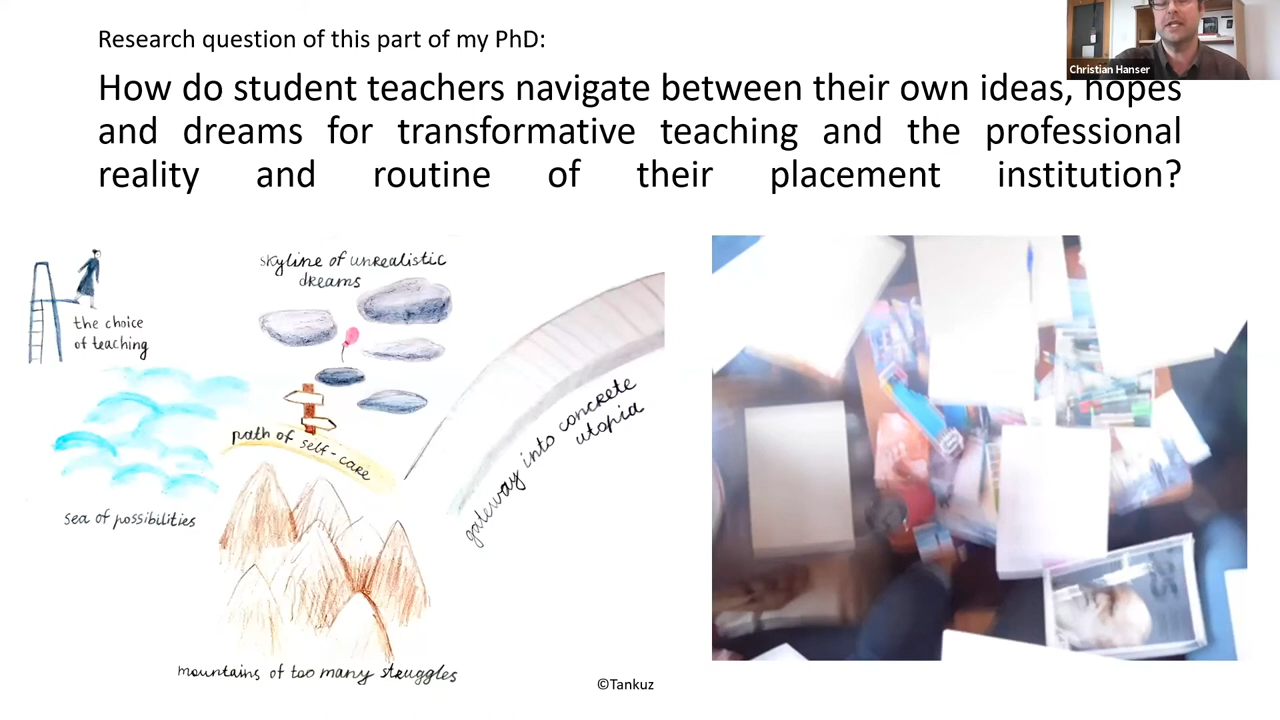 Research question of this part of my PhD:
Christian Hanser
How do student teachers navigate between their own ideas, hopes
and dreams for transformative teaching and the professional
reality and routine of their placement institution?
skyline of unrealistic
dreams
the choice
of teaching
path of self-care
gateway into concrete
utopia
sea of possibilities
mountains of too many struggles
©Tankuz